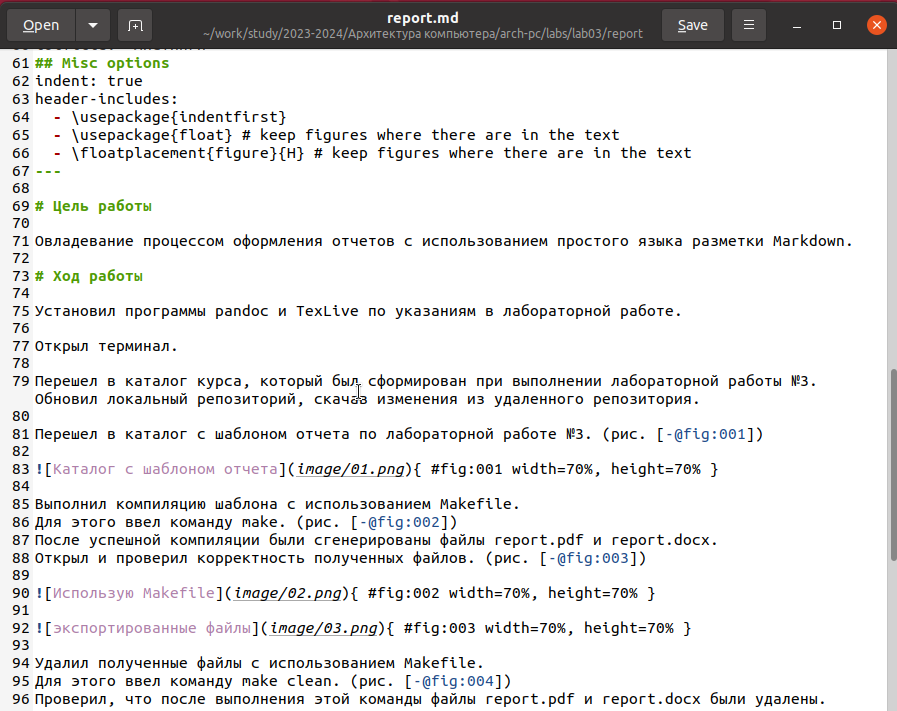 Open
report.md
~/work/study/2023-2024/Архитектура компьютера/arch-pc/labs/lab03/report
Save
61 ## Misc options
62 indent: true
63 header-includes:
64   - \usepackage{indentfirst}
65   - \usepackage{float} # keep figures where there are in the text
66   - \floatplacement{figure}{H} # keep figures where there are in the text
67 ---
68
69 # Цель работы
70
71 Овладевание процессом оформления отчетов с использованием простого языка разметки Markdown.
72
73 # Ход работы
74
75 Установил программы pandoc и TexLive по указаниям в лабораторной работе.
76
77 Открыл терминал.
78
79 Перешел в каталог курса, который был сформирован при выполнении лабораторной работы №3.
Обновил локальный репозиторий, скачав изменения из удаленного репозитория.
80
81 Перешел в каталог с шаблоном отчета по лабораторной работе №3. (рис. [-@fig:001])
82
83 ![Каталог с шаблоном отчета](image/01.png){ #fig:001 width=70%, height=70% }
84
85 Выполнил компиляцию шаблона с использованием Makefile.
86 Для этого ввел команду make. (рис. [-@fig:002])
87 После успешной компиляции были сгенерированы файлы report.pdf и report.docx.
88 Открыл и проверил корректность полученных файлов. (рис. [-@fig:003])
89
90 ![Использую Makefile](image/02.png){ #fig:002 width=70%, height=70% }
91
92 ![экспортированные файлы](image/03.png){ #fig:003 width=70%, height=70% }
93
94 Удалил полученные файлы с использованием Makefile.
95 Для этого ввел команду make clean. (рис. [-@fig:004])
96 Проверил, что после выполнения этой команды файлы report.pdf и report.docx были удалены.